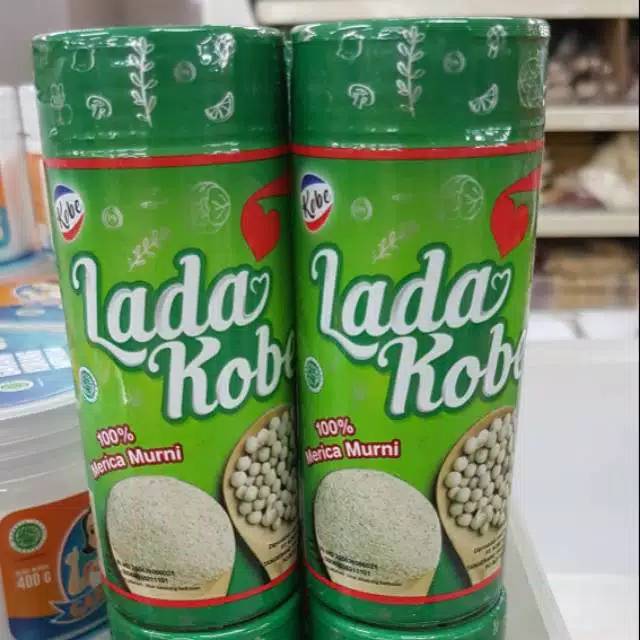 Kobe
Lada
Kobe
100%
Merica Murni
Kobe
Lada
Kobe
100%
Merica Murni
400 G